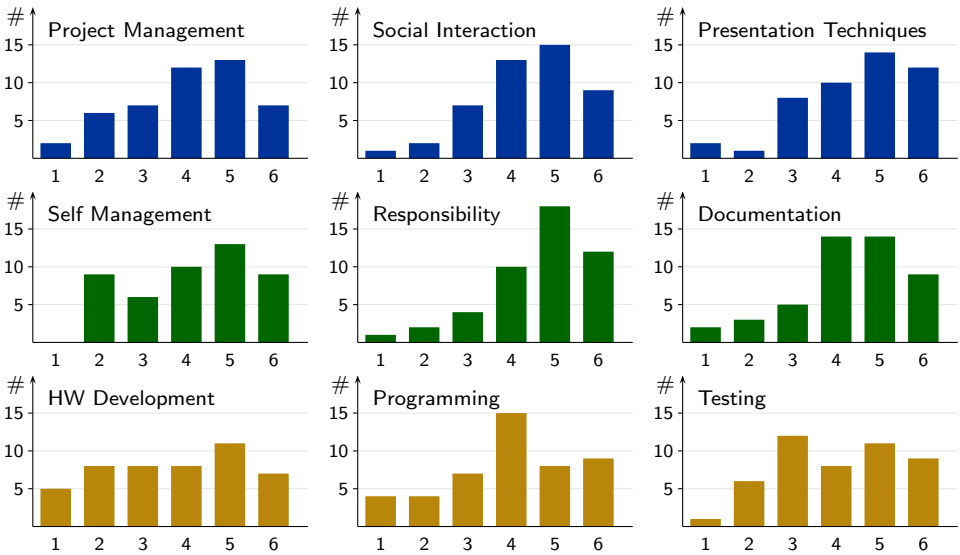 #
Project Management
15
10
5
1 2 3 4 5 6
#
Social Interaction
15
10
5
1 2 3 4 5 6
#
Presentation Techniques
15
10
5
1 2 3 4 5 6
#
Self Management
15
10
5
1 2 3 4 5 6
#
Responsibility
15
10
5
1 2 3 4 5 6
#
Documentation
15
10
5
1 2 3 4 5 6
#
HW Development
15
10
5
1 2 3 4 5 6
#
Programming
15
10
5
1 2 3 4 5 6
#
Testing
15
10
5
1 2 3 4 5 6